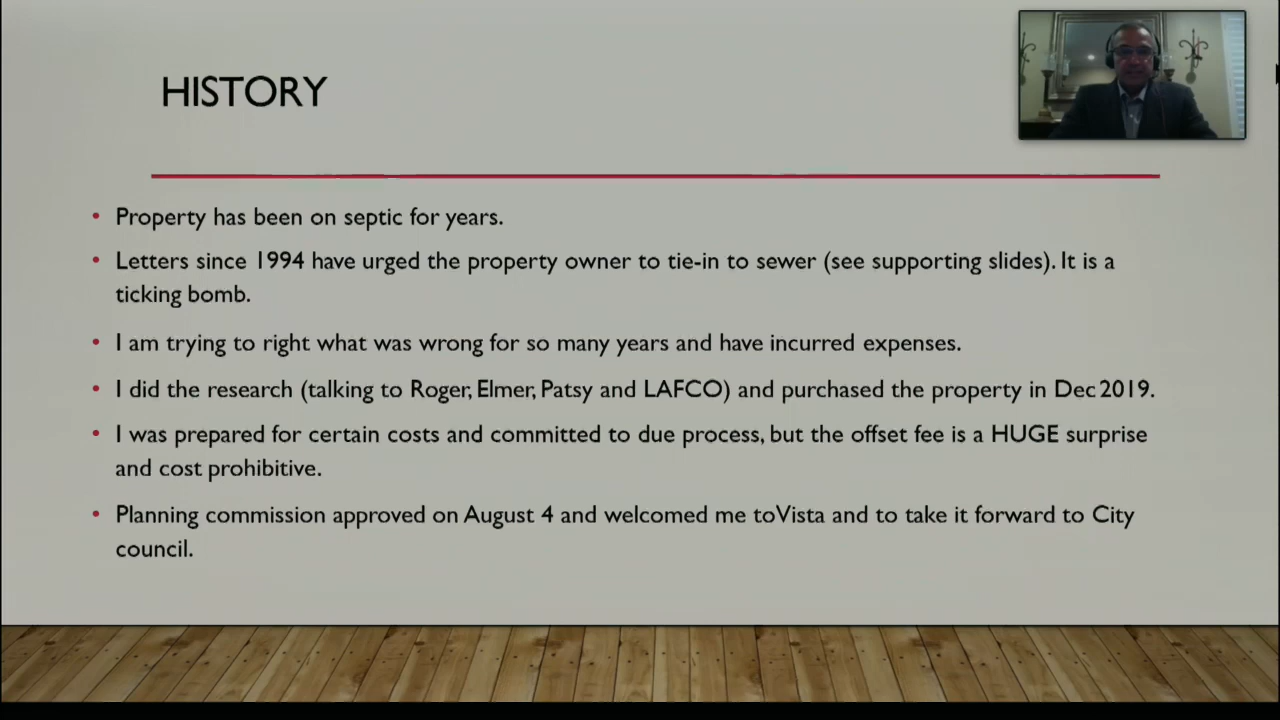 HISTORY
• Property has been on septic for years.
• Letters since 1994 have urged the property owner to tie-in to sewer (see supporting slides). It is a
ticking bomb.
• I am trying to right what was wrong for so many years and have incurred expenses.
• I did the research (talking to Roger, Elmer, Patsy and LAFCO) and purchased the property in Dec 2019.
• I was prepared for certain costs and committed to due process, but the offset fee is a HUGE surprise
and cost prohibitive.
• Planning commission approved on August 4 and welcomed me toVista and to take it forward to City
council.